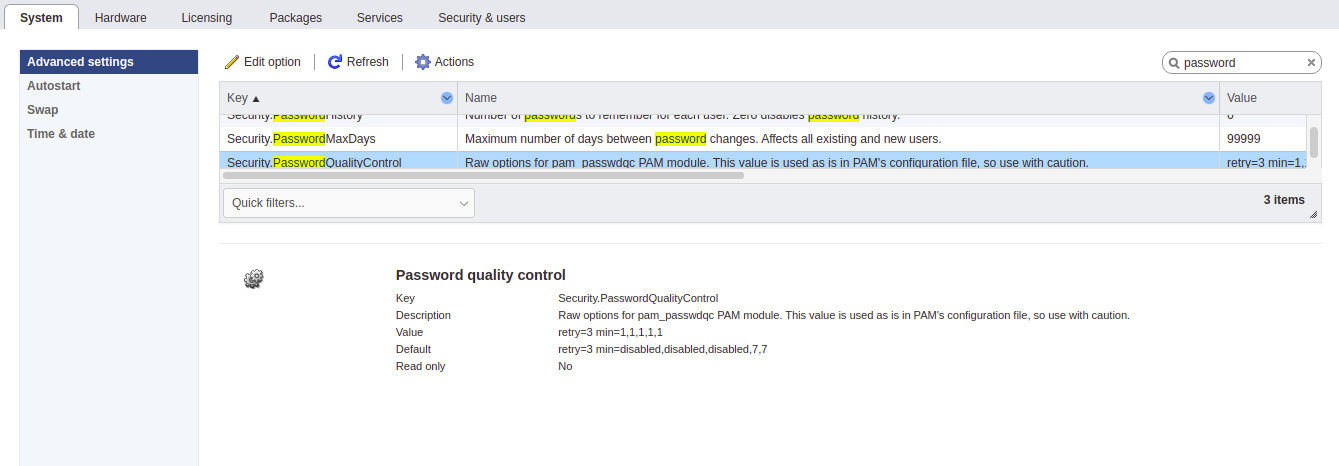 System Hardware Licensing Packages Services Security & users
Advanced settings
Autostart
Swap
Time & date
Edit option Refresh Actions password
Key Name Value
Security.PasswordHistory Number of passwords to remember for each user. Zero disables password history. 0
Security.PasswordMaxDays Maximum number of days between password changes. Affects all existing and new users. 99999
Security.PasswordQualityControl Raw options for pam_passwdqc PAM module. This value is used as is in PAM's configuration file, so use with caution. retry=3 min=1,
Quick filters... 3 items
Password quality control
Key Security.PasswordQualityControl
Description Raw options for pam_passwdqc PAM module. This value is used as is in PAM's configuration file, so use with caution.
Value retry=3 min=1,1,1,1,1
Default retry=3 min=disabled,disabled,disabled,7,7
Read only No